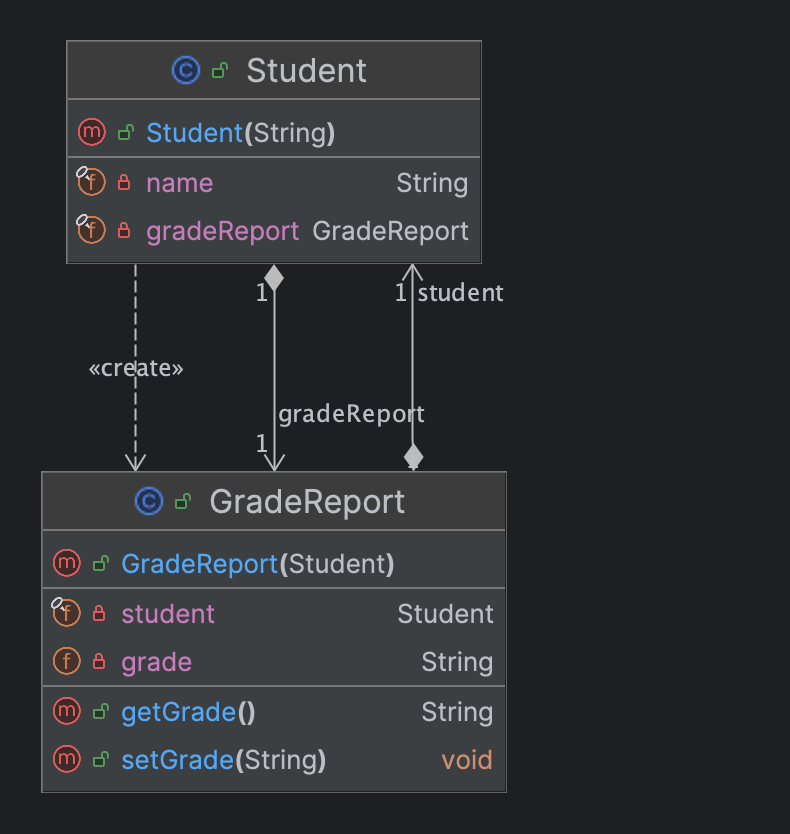 Student
Student(String)
name String
gradeReport GradeReport
1
1 student
«create»
gradeReport
1
GradeReport
GradeReport(Student)
student Student
grade String
getGrade() String
setGrade(String) void